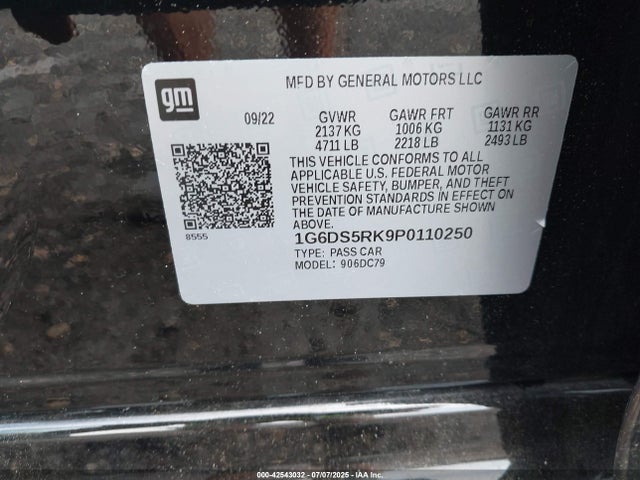 gm
MFD BY GENERAL MOTORS LLC
09/22 GVWR GAWR FRT GAWR RR
2137 KG 1006 KG 1131 KG
4711 LB 2218 LB 2493 LB
THIS VEHICLE CONFORMS TO ALL
APPLICABLE U.S. FEDERAL MOTOR
VEHICLE SAFETY, BUMPER, AND THEFT
PREVENTION STANDARDS IN EFFECT ON
THE DATE OF MANUFACTURE SHOWN
ABOVE.
8555
1G6DS5RK9P0110250
TYPE: PASS CAR
MODEL: 906DC79
000-42543032 - 07/07/2025 - IAAI.COM